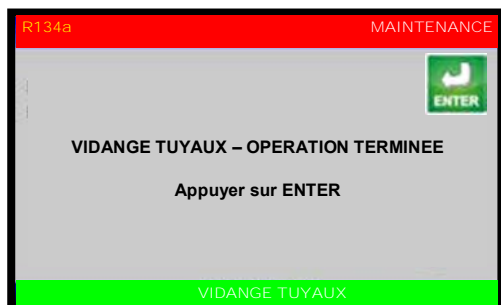 R134a MAINTENANCE
ENTER
VIDANGE TUYAUX – OPERATION TERMINEE
Appuyer sur ENTER
VIDANGE TUYAUX